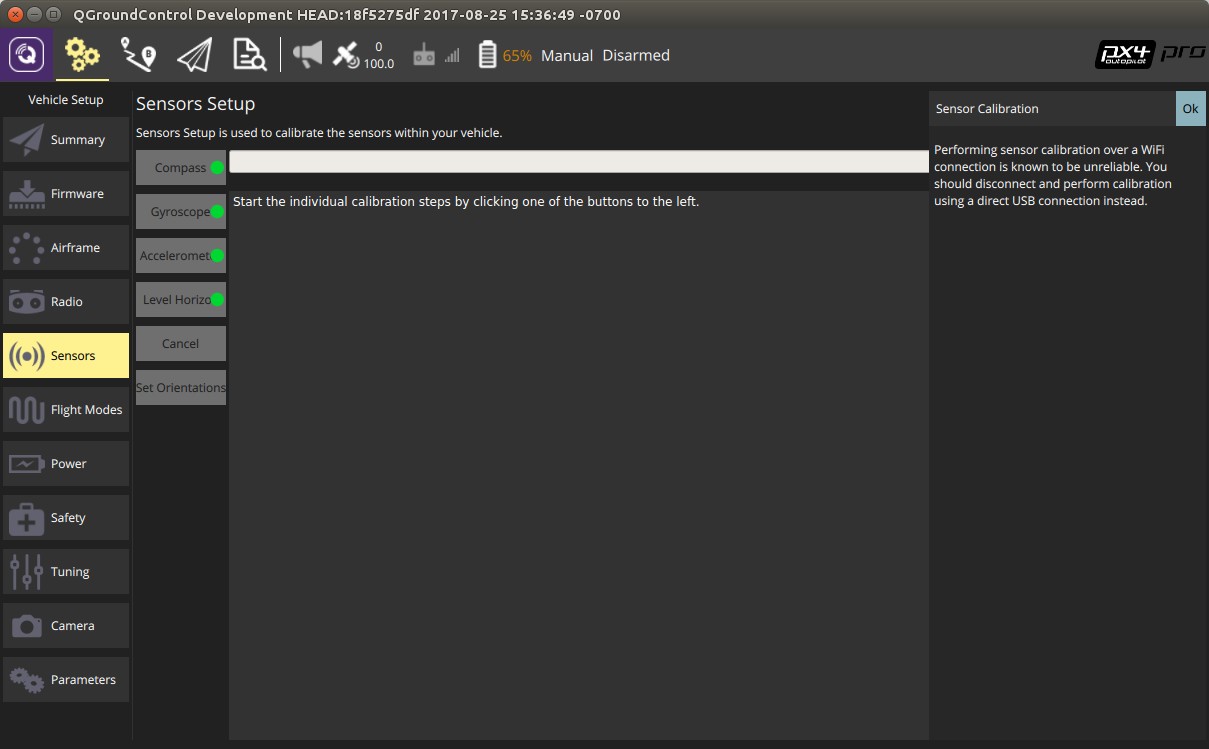 QGroundControl Development HEAD:18f5275df 2017-08-25 15:36:49 -0700
0
100.0
65% Manual Disarmed
px4 pro
autopilot
Vehicle Setup
Summary
Firmware
Airframe
Radio
Sensors
Flight Modes
Power
Safety
Tuning
Camera
Parameters
Sensors Setup
Sensors Setup is used to calibrate the sensors within your vehicle.
Compass
Gyroscope
Acceleromet
Level Horizo
Cancel
Set Orientations
Start the individual calibration steps by clicking one of the buttons to the left.
Sensor Calibration
Ok
Performing sensor calibration over a WiFi
connection is known to be unreliable. You
should disconnect and perform calibration
using a direct USB connection instead.